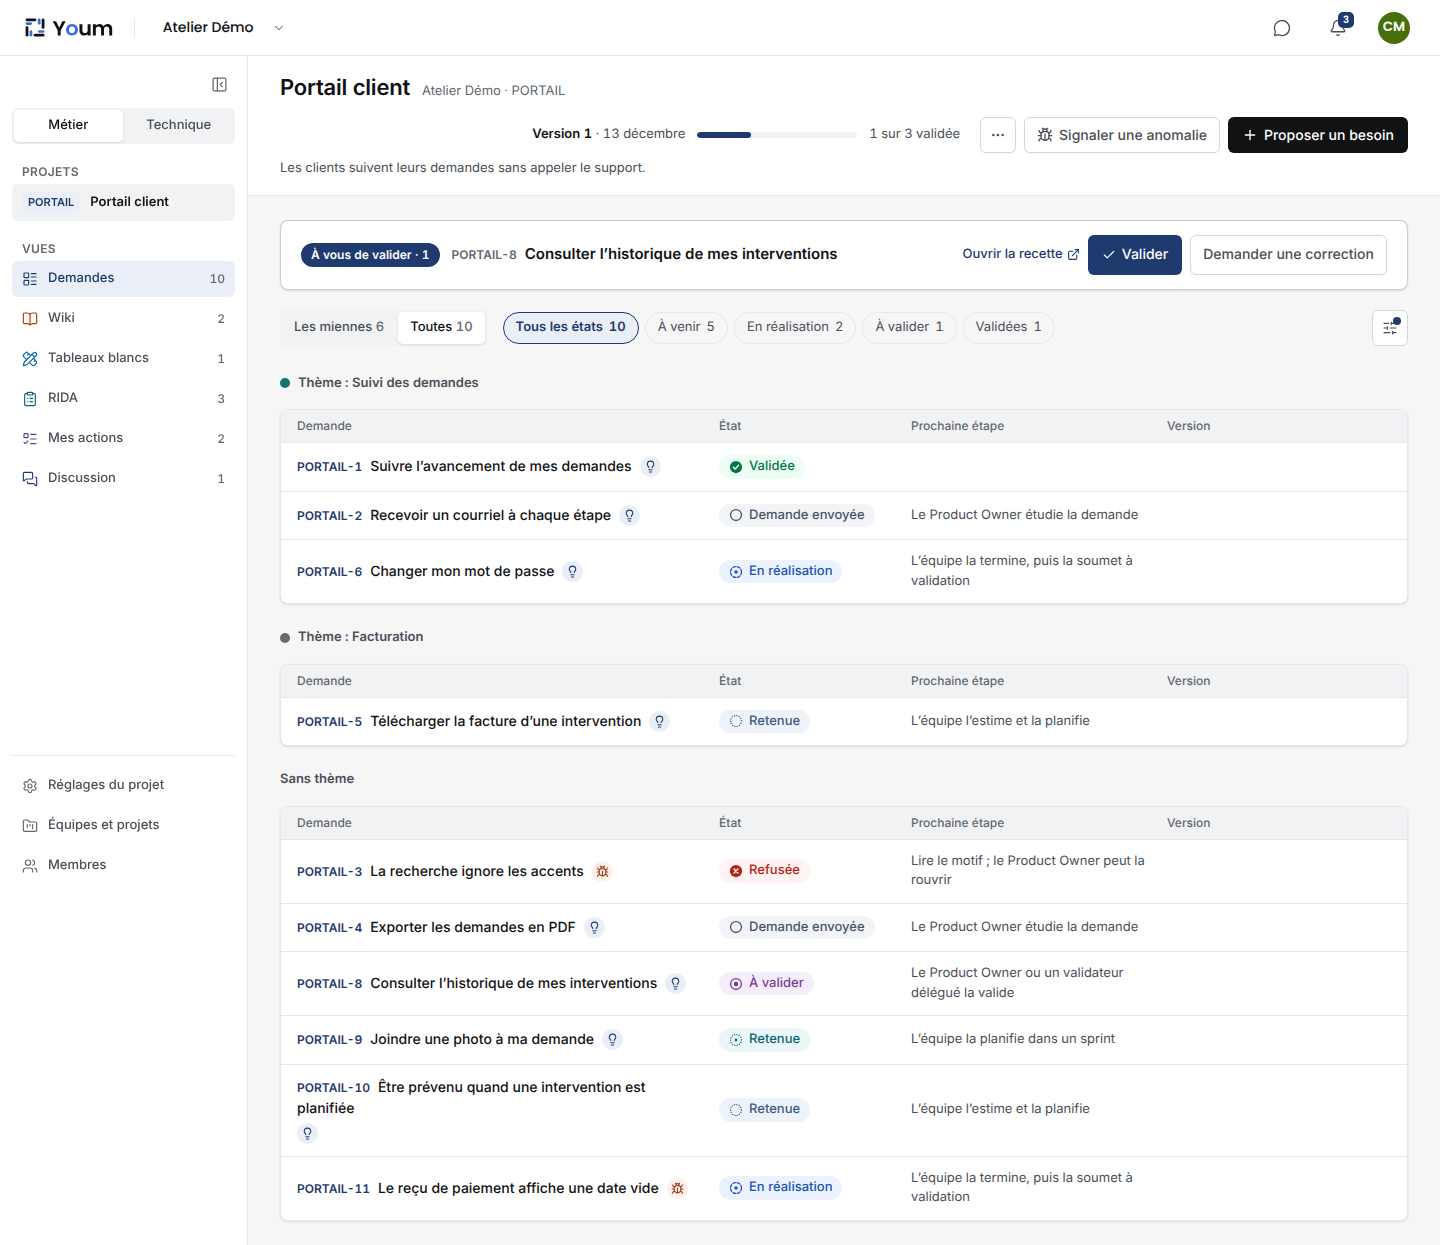 Youm
Atelier Démo
3
CM
Métier
Technique
PROJETS
PORTAIL Portail client
VUES
Demandes 10
Wiki 2
Tableaux blancs 1
RIDA 3
Mes actions 2
Discussion 1
Réglages du projet
Équipes et projets
Membres
Portail client Atelier Démo · PORTAIL
Version 1 · 13 décembre 1 sur 3 validée
Signaler une anomalie
Proposer un besoin
Les clients suivent leurs demandes sans appeler le support.
À vous de valider · 1 PORTAIL-8 Consulter l’historique de mes interventions Ouvrir la recette Valider Demander une correction
Les miennes 6 Toutes 10 Tous les états 10 À venir 5 En réalisation 2 À valider 1 Validées 1
Thème : Suivi des demandes
Demande État Prochaine étape Version
PORTAIL-1 Suivre l’avancement de mes demandes Validée
PORTAIL-2 Recevoir un courriel à chaque étape Demande envoyée Le Product Owner étudie la demande
PORTAIL-6 Changer mon mot de passe En réalisation L’équipe la termine, puis la soumet à
validation
Thème : Facturation
Demande État Prochaine étape Version
PORTAIL-5 Télécharger la facture d’une intervention Retenue L’équipe l’estime et la planifie
Sans thème
Demande État Prochaine étape Version
PORTAIL-3 La recherche ignore les accents Refusée Lire le motif ; le Product Owner peut la
rouvrir
PORTAIL-4 Exporter les demandes en PDF Demande envoyée Le Product Owner étudie la demande
PORTAIL-8 Consulter l’historique de mes interventions À valider Le Product Owner ou un validateur
délégué la valide
PORTAIL-9 Joindre une photo à ma demande Retenue L’équipe la planifie dans un sprint
PORTAIL-10 Être prévenu quand une intervention est
planifiée Retenue L’équipe l’estime et la planifie
PORTAIL-11 Le reçu de paiement affiche une date vide En réalisation L’équipe la termine, puis la soumet à
validation